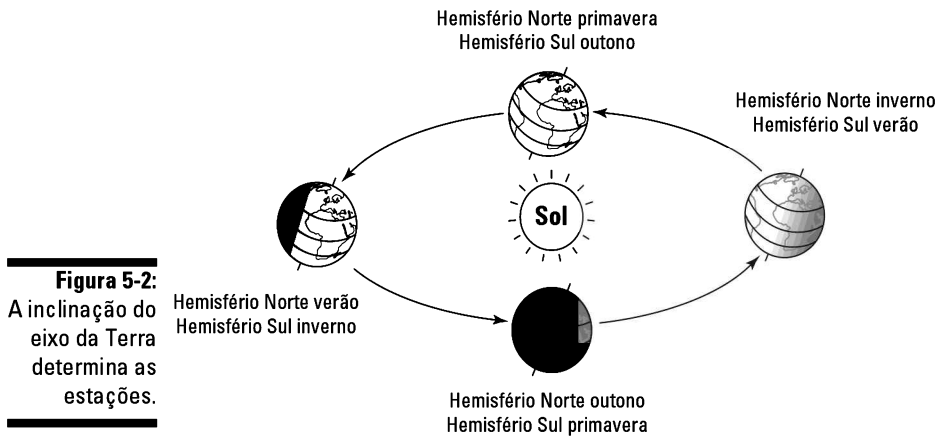 Hemisfério Norte primavera
Hemisfério Sul outono
Hemisfério Norte inverno
Hemisfério Sul verão
Sol
Hemisfério Norte verão
Hemisfério Sul inverno
Hemisfério Norte outono
Hemisfério Sul primavera
Figura 5-2:
A inclinação do
eixo da Terra
determina as
estações.